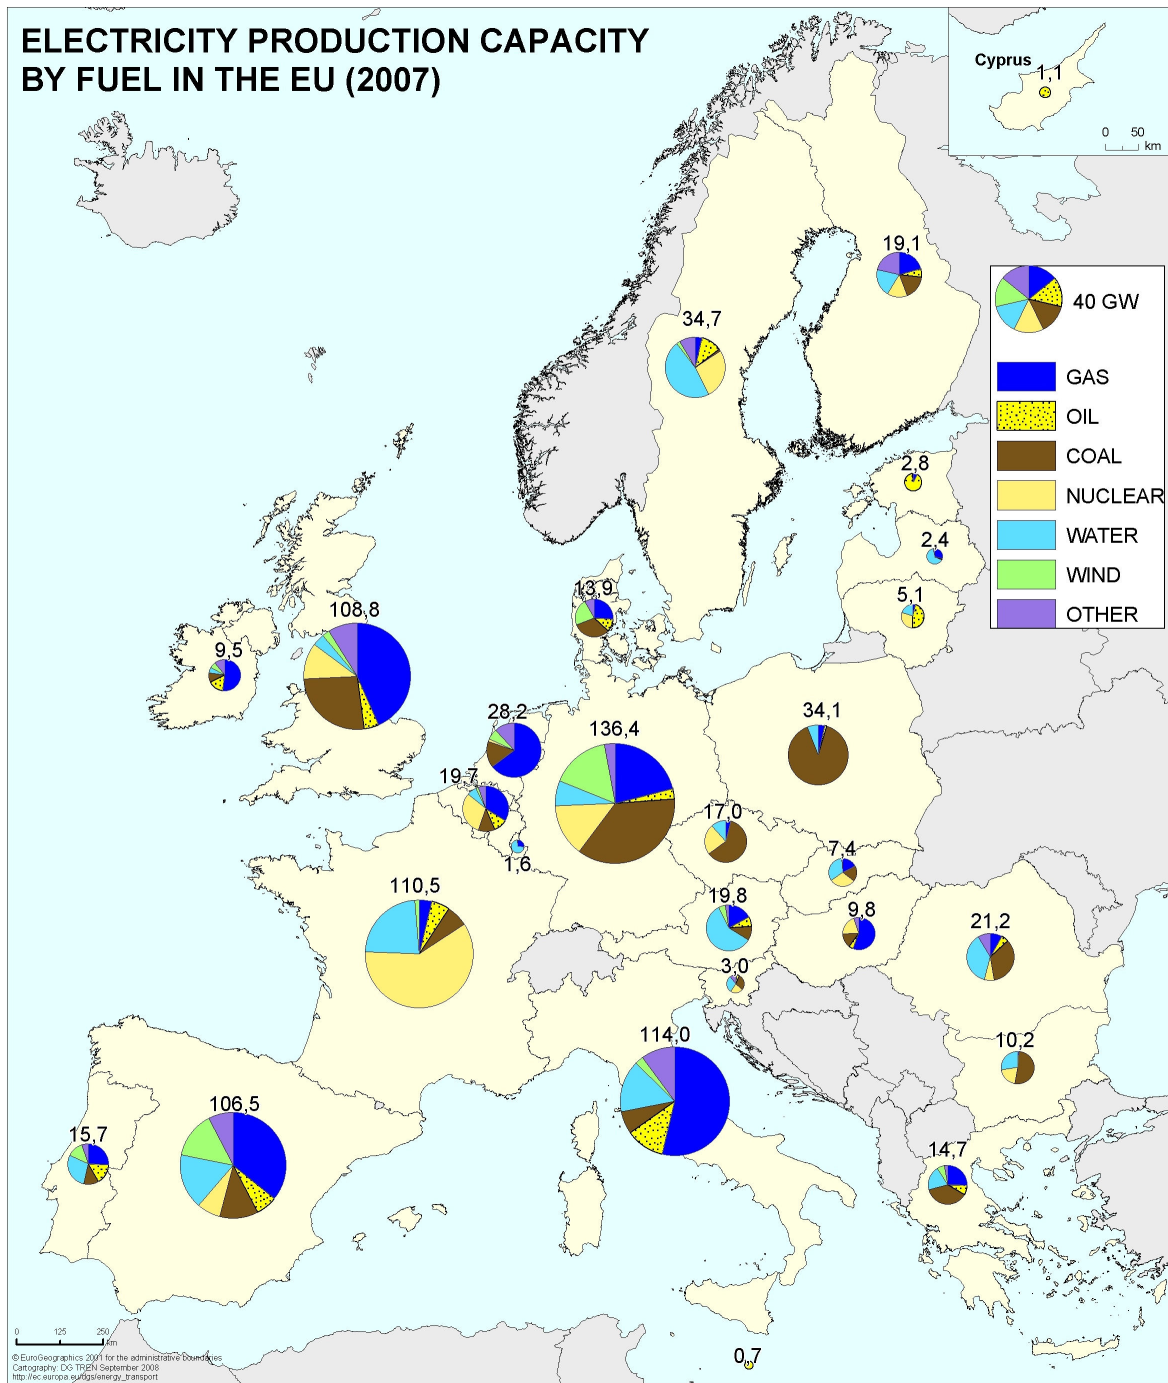 ELECTRICITY PRODUCTION CAPACITY
BY FUEL IN THE EU (2007)
Cyprus
1,1
0 50
km
19,1
40 GW
34,7
GAS
OIL
COAL
NUCLEAR
WATER
WIND
OTHER
2,8
2,4
5,1
13,9
108,8
9,5
28,2
136,4
34,1
19,7
17,0
1,6
7,4
110,5
19,8
9,8
21,2
3,0
114,0
10,2
106,5
15,7
14,7
0 125 250
km
© EuroGeographics 2001 for the administrative boundaries
Cartography: DG TREN September 2008
http://ec.europa.eu/dgs/energy_transport
0,7